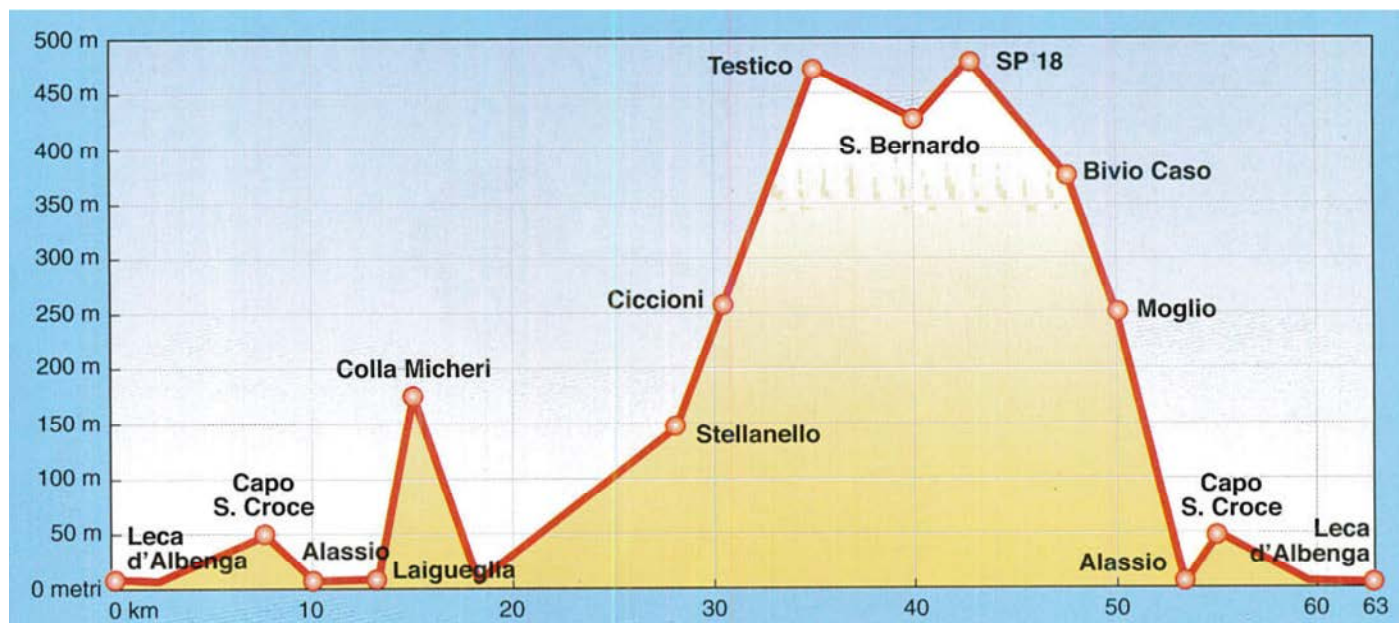 500 m
450 m
400 m
350 m
300 m
250 m
200 m
150 m
100 m
50 m
0 metri
Leca
d'Albenga
Capo
S. Croce
Alassio
Laigueglia
Colla Micheri
Stellanello
Ciccioni
Testico
S. Bernardo
SP 18
Bivio Caso
Moglio
Alassio
Capo
S. Croce
Leca
d'Albenga
0 km
10
20
30
40
50
60
63